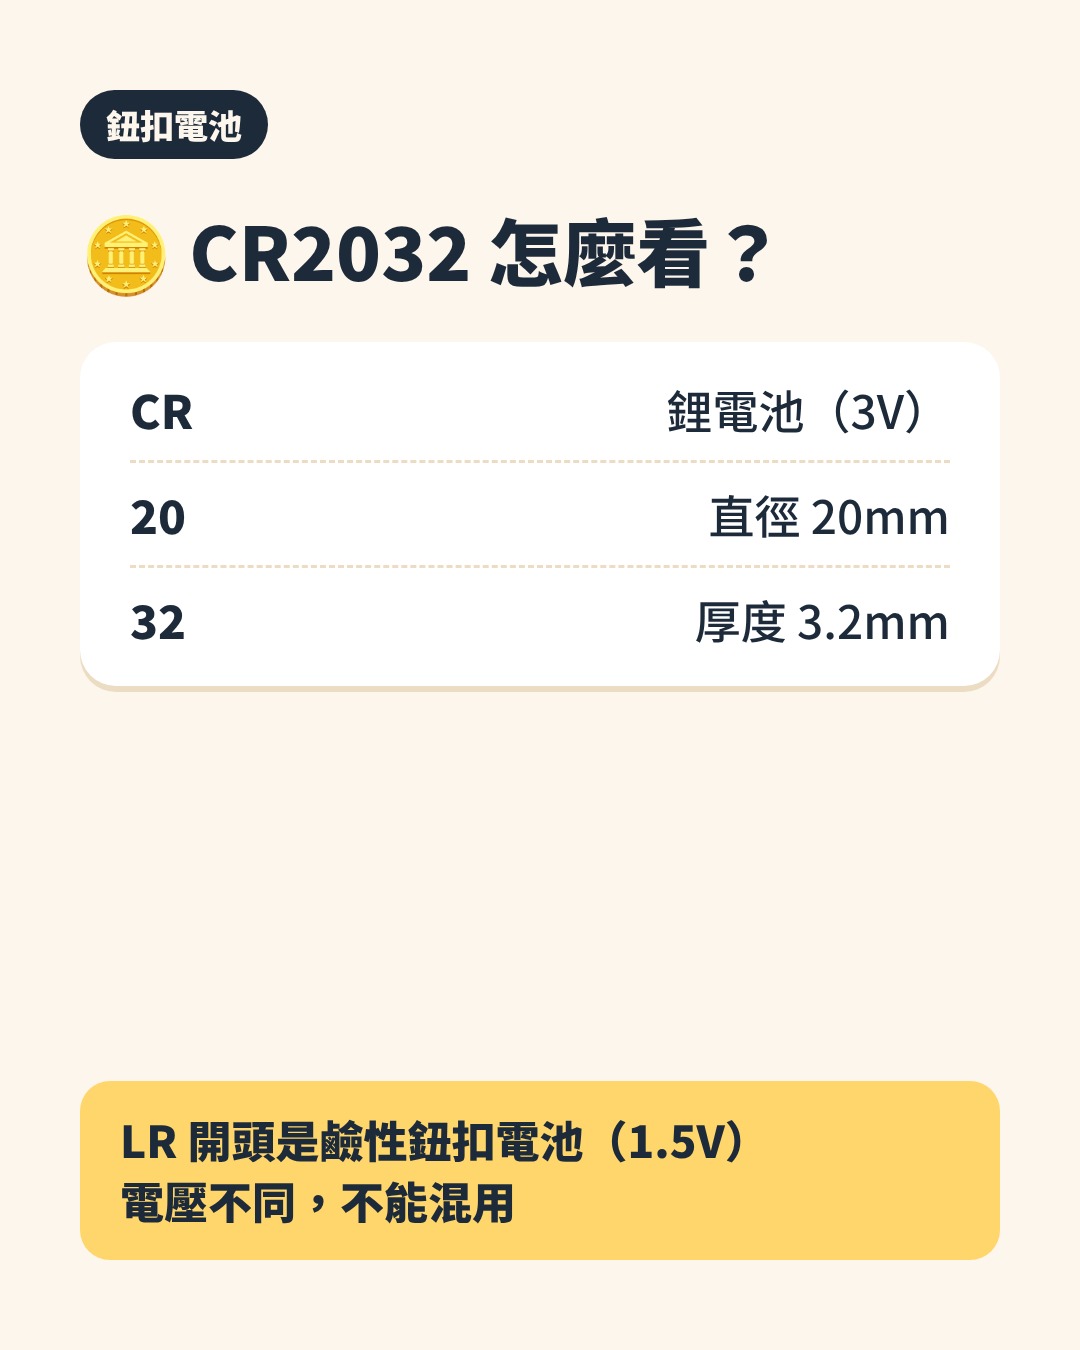 鈕扣電池
CR2032 怎麼看？
CR 鋰電池（3V）
20 直徑 20mm
32 厚度 3.2mm
LR 開頭是鹼性鈕扣電池（1.5V）
電壓不同，不能混用